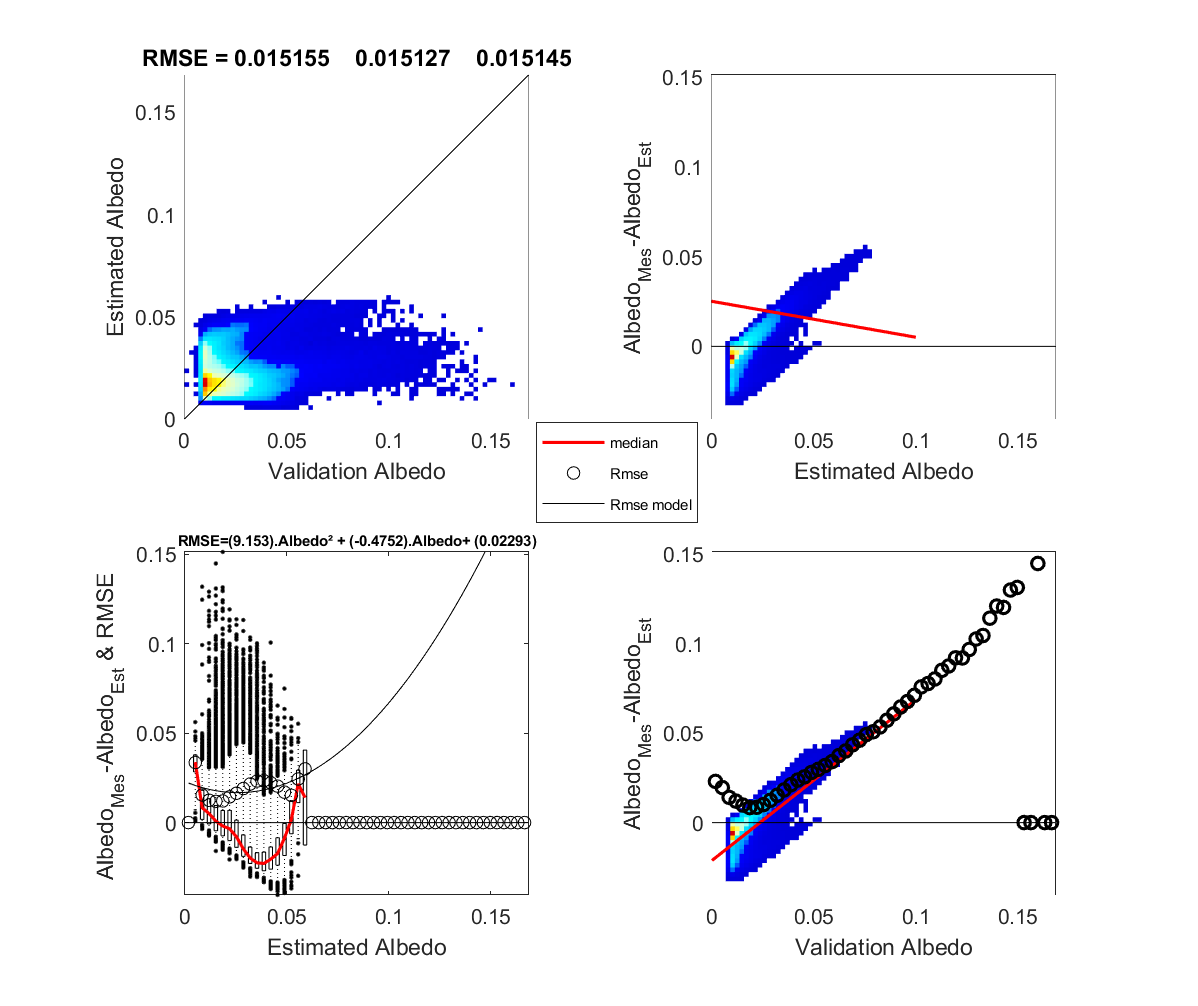 RMSE = 0.015155 0.015127 0.015145
0.15
0.1
0.05
0
Estimated Albedo
0 0.05 0.1 0.15
Validation Albedo
0.15
0.1
0.05
0
Albedo_Mes-Albedo_Est
0 0.05 0.1 0.15
Estimated Albedo
median
Rmse
Rmse model
RMSE=(9.153).Albedo² + (-0.4752).Albedo+ (0.02293)
0.15
0.1
0.05
0
Albedo_Mes-Albedo_Est & RMSE
0 0.05 0.1 0.15
Estimated Albedo
0.15
0.1
0.05
0
Albedo_Mes-Albedo_Est
0 0.05 0.1 0.15
Validation Albedo